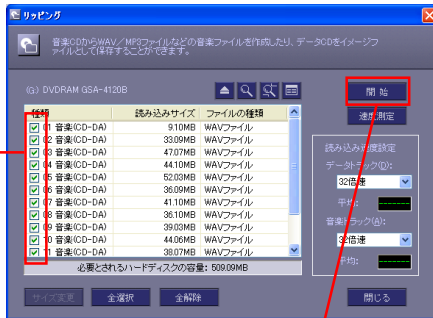 リッピング
音楽CDからWAV／MP3ファイルなどの音楽ファイルを作成したり、データCDをイメージファイルとして保存することができます。
(G:) DVDRAM GSA-4120B
開 始
速度測定
種類 読み込みサイズ ファイルの種類
01 音楽(CD-DA) 9.10MB WAVファイル
02 音楽(CD-DA) 33.09MB WAVファイル
03 音楽(CD-DA) 47.07MB WAVファイル
04 音楽(CD-DA) 44.10MB WAVファイル
05 音楽(CD-DA) 52.03MB WAVファイル
06 音楽(CD-DA) 36.09MB WAVファイル
07 音楽(CD-DA) 41.10MB WAVファイル
08 音楽(CD-DA) 36.10MB WAVファイル
09 音楽(CD-DA) 39.03MB WAVファイル
10 音楽(CD-DA) 44.06MB WAVファイル
11 音楽(CD-DA) 38.07MB WAVファイル
必要とされるハードディスクの容量: 509.09MB
読み込み速度設定
データトラック(D):
32倍速
平均:
音楽トラック(A):
32倍速
平均:
サイズ変更 全選択 全解除 閉じる